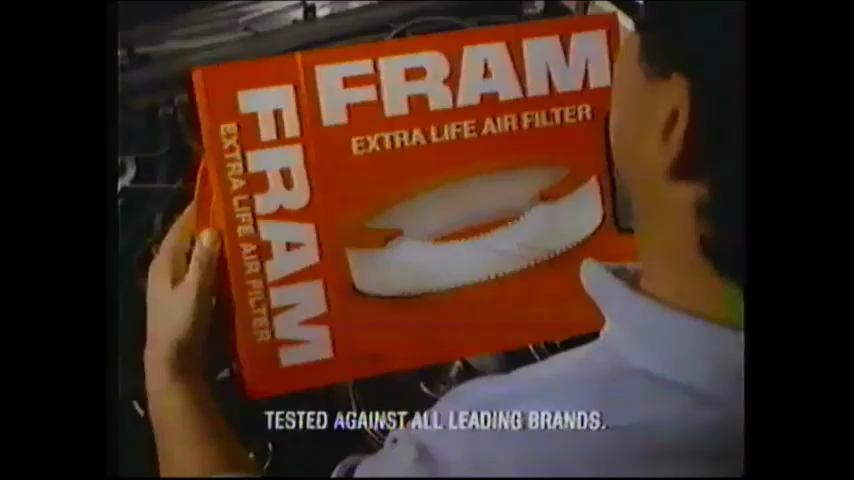 FRAM
EXTRA LIFE AIR FILTER
FRAM
EXTRA LIFE AIR FILTER
TESTED AGAINST ALL LEADING BRANDS.